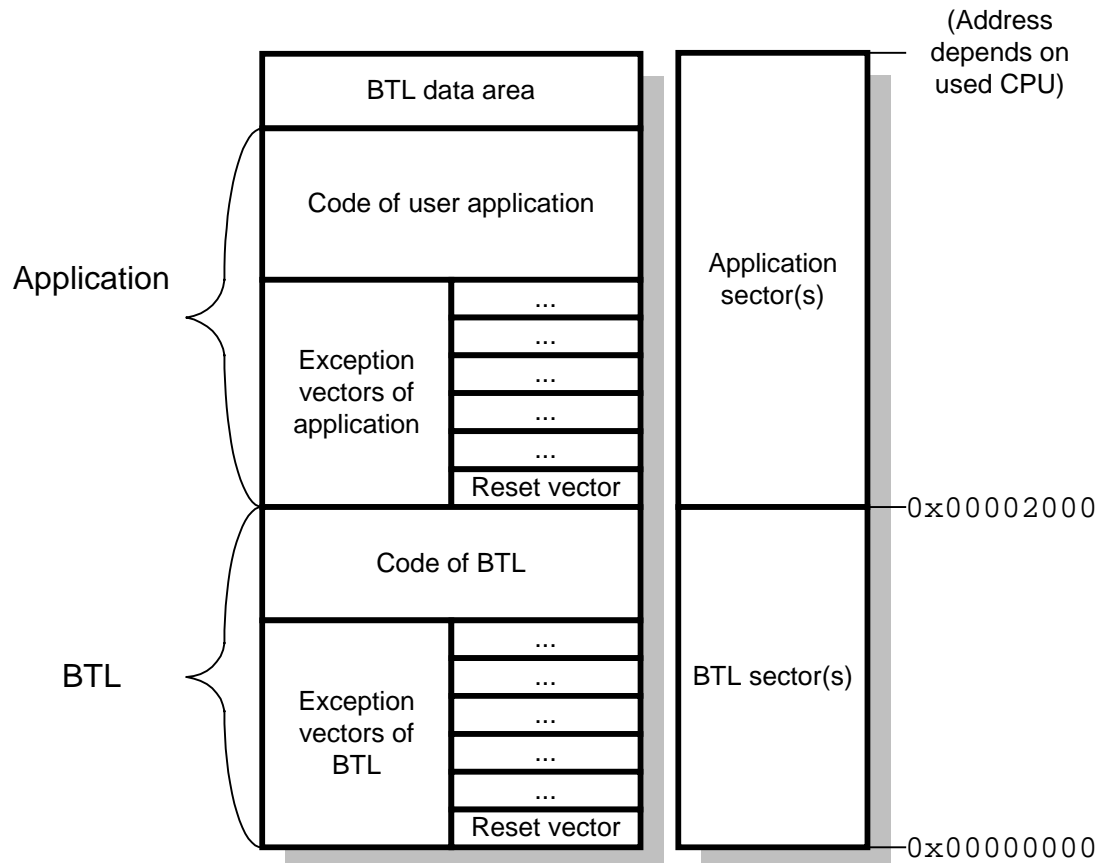 (Address
depends on
used CPU)
BTL data area
Code of user application
Application
Application
sector(s)
...
...
...
...
...
Exception
vectors of
application
Reset vector
0x00002000
Code of BTL
BTL
BTL sector(s)
...
...
...
...
...
Exception
vectors of
BTL
Reset vector
0x00000000